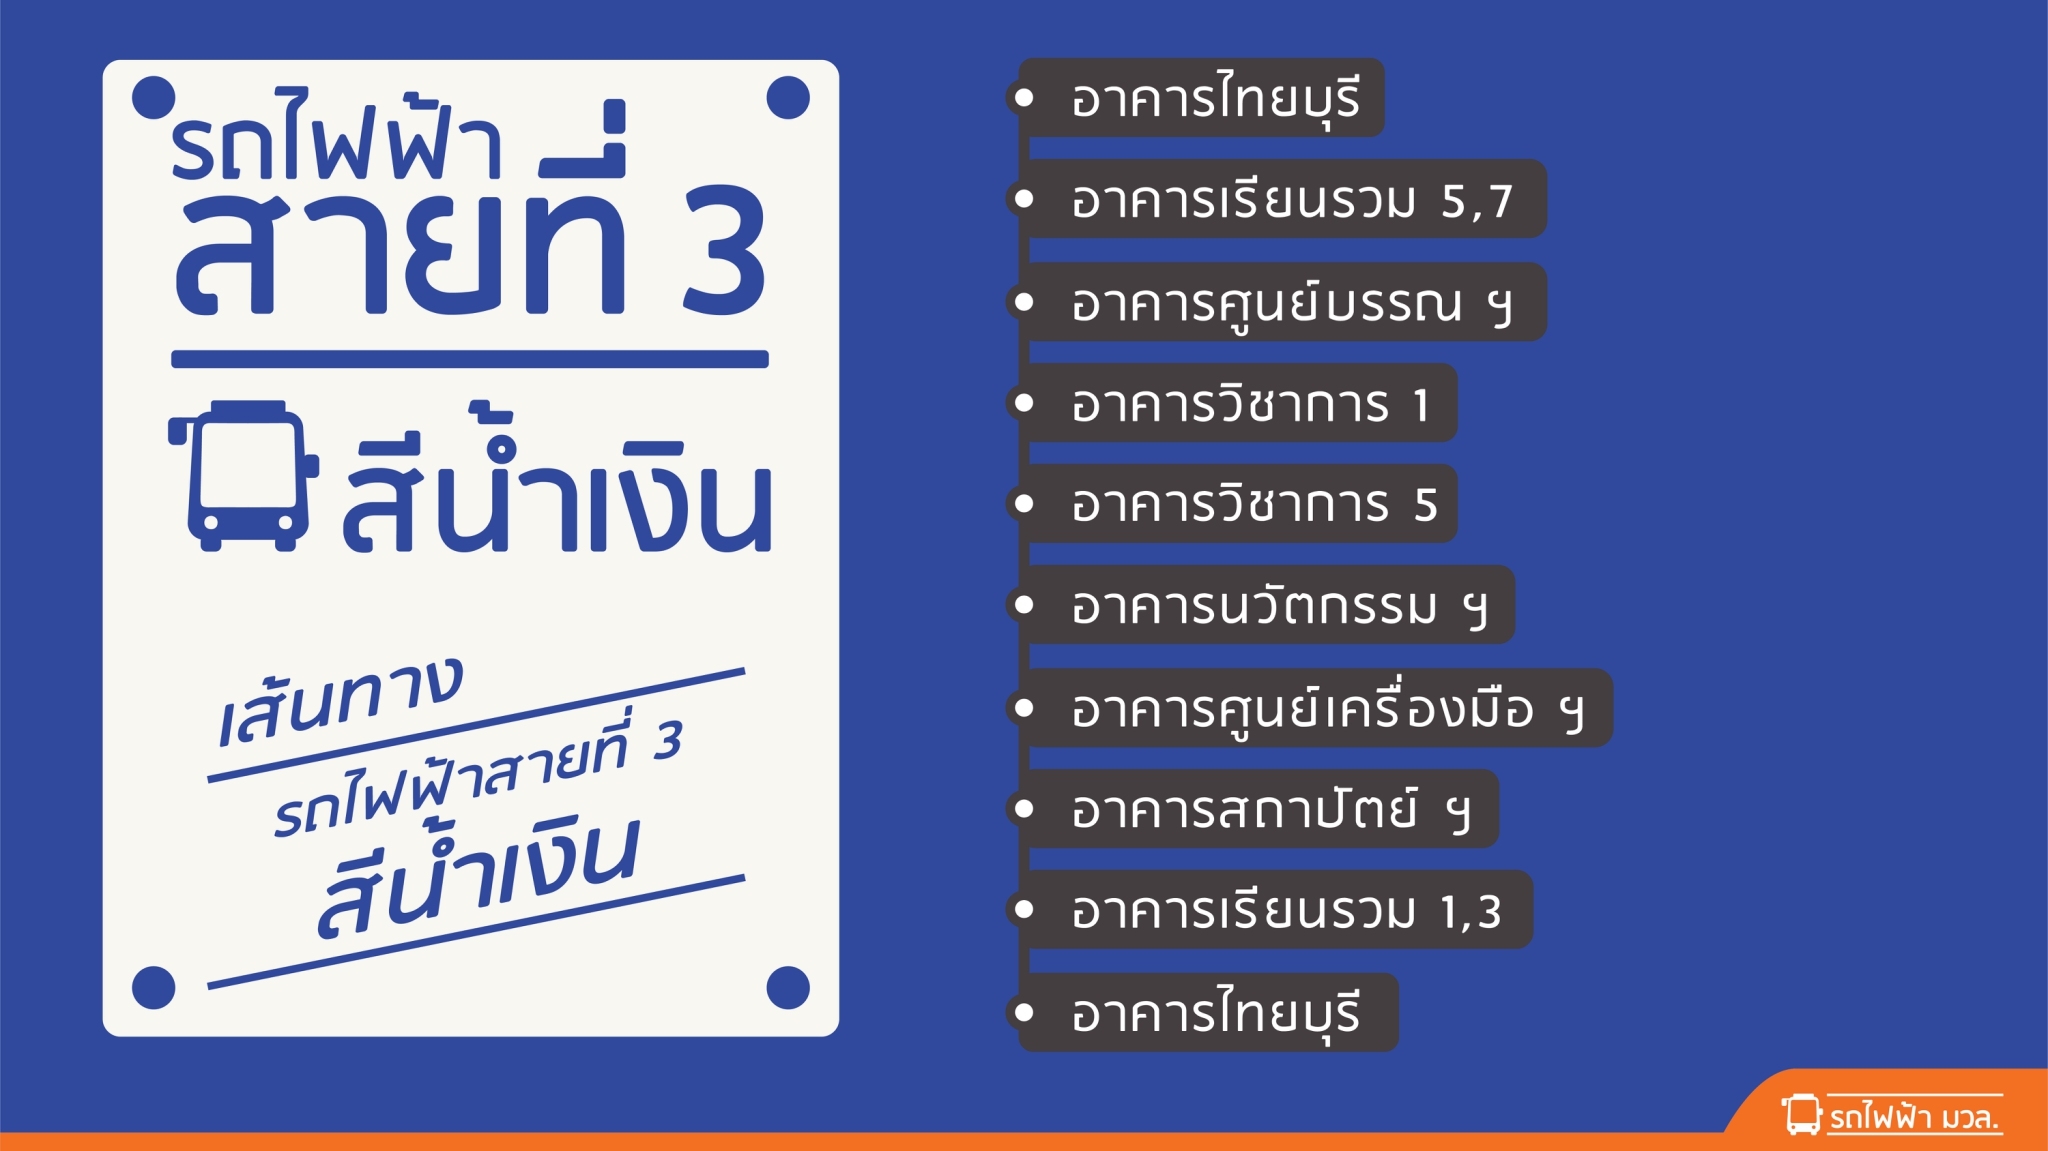 รถไฟฟ้า
สายที่ 3
สีน้ำเงิน
เส้นทาง
รถไฟฟ้าสายที่ 3
สีน้ำเงิน
อาคารไทยบุรี
อาคารเรียนรวม 5,7
อาคารศูนย์บรรณ ฯ
อาคารวิชาการ 1
อาคารวิชาการ 5
อาคารนวัตกรรม ฯ
อาคารศูนย์เครื่องมือ ฯ
อาคารสถาปัตย์ ฯ
อาคารเรียนรวม 1,3
อาคารไทยบุรี
รถไฟฟ้า มวล.